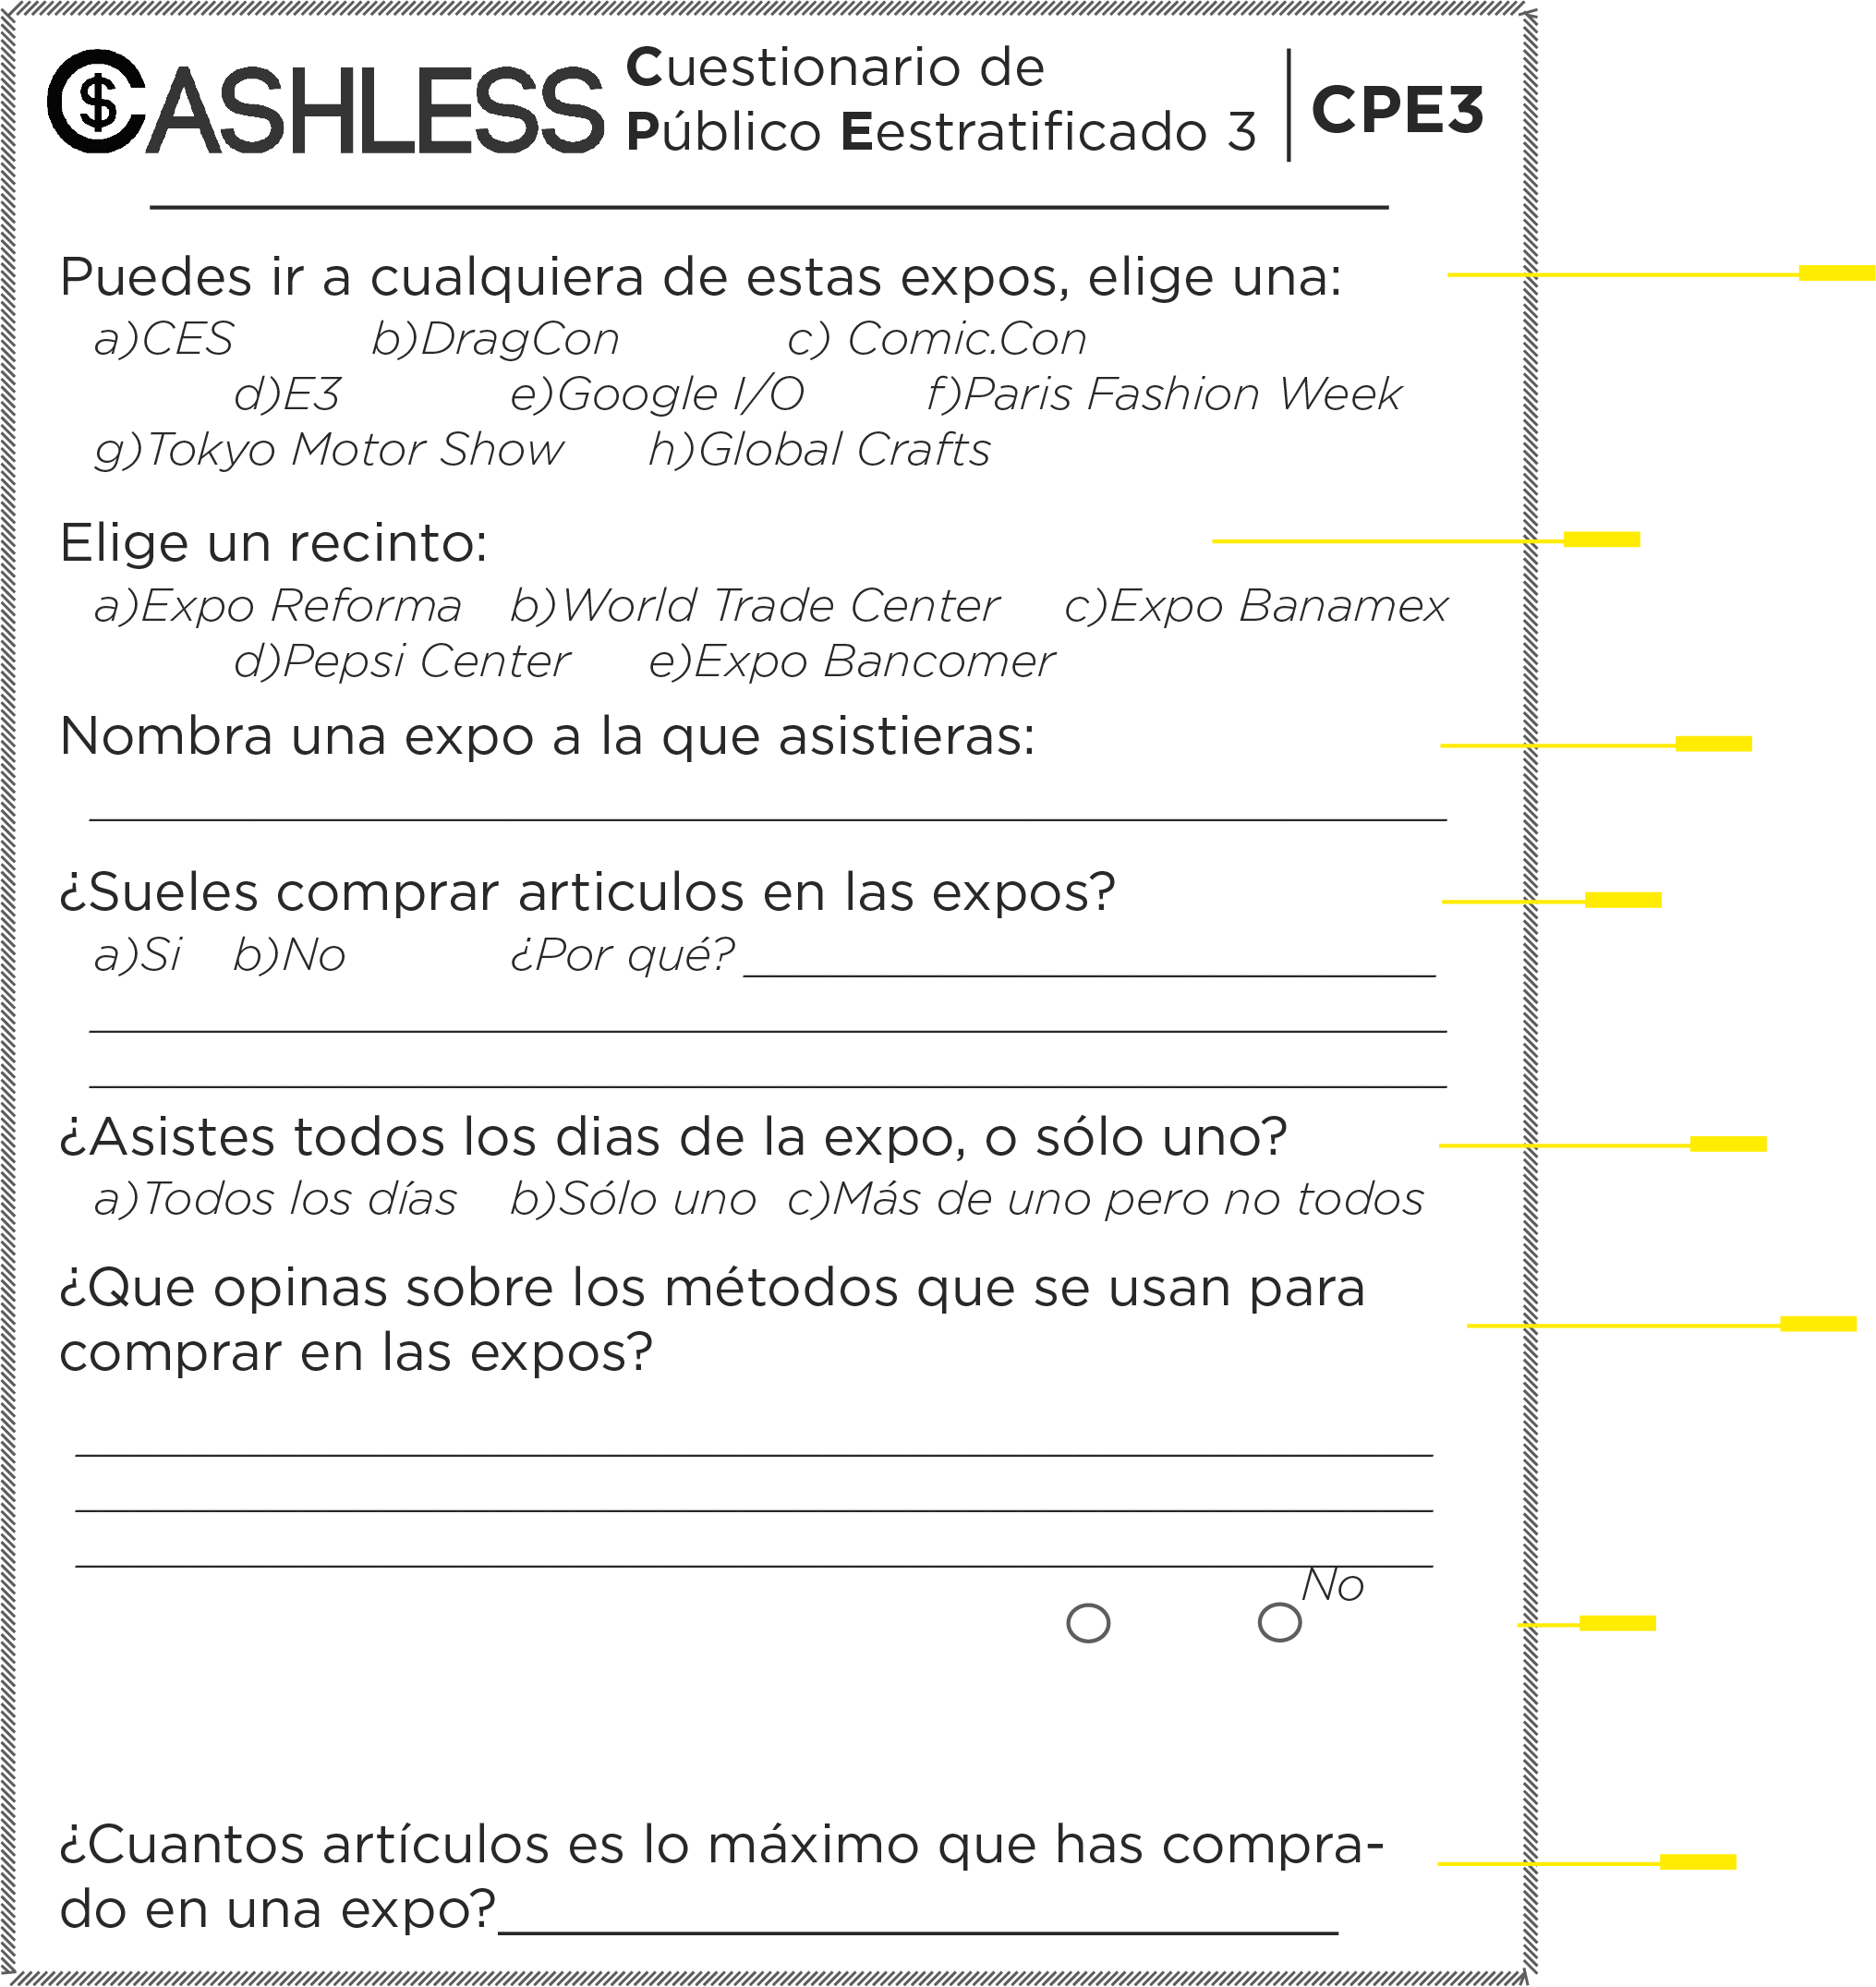 CASHLESS
Cuestionario de
Público Eestratificado 3
CPE3
Puedes ir a cualquiera de estas expos, elige una:
a)CES b)DragCon c) Comic.Con
d)E3 e)Google I/O f)Paris Fashion Week
g)Tokyo Motor Show h)Global Crafts
Elige un recinto:
a)Expo Reforma b)World Trade Center c)Expo Banamex
d)Pepsi Center e)Expo Bancomer
Nombra una expo a la que asistieras:
¿Sueles comprar articulos en las expos?
a)Si b)No ¿Por qué?
¿Asistes todos los dias de la expo, o sólo uno?
a)Todos los días b)Sólo uno c)Más de uno pero no todos
¿Que opinas sobre los métodos que se usan para
comprar en las expos?
No
¿Cuantos artículos es lo máximo que has compra-
do en una expo?